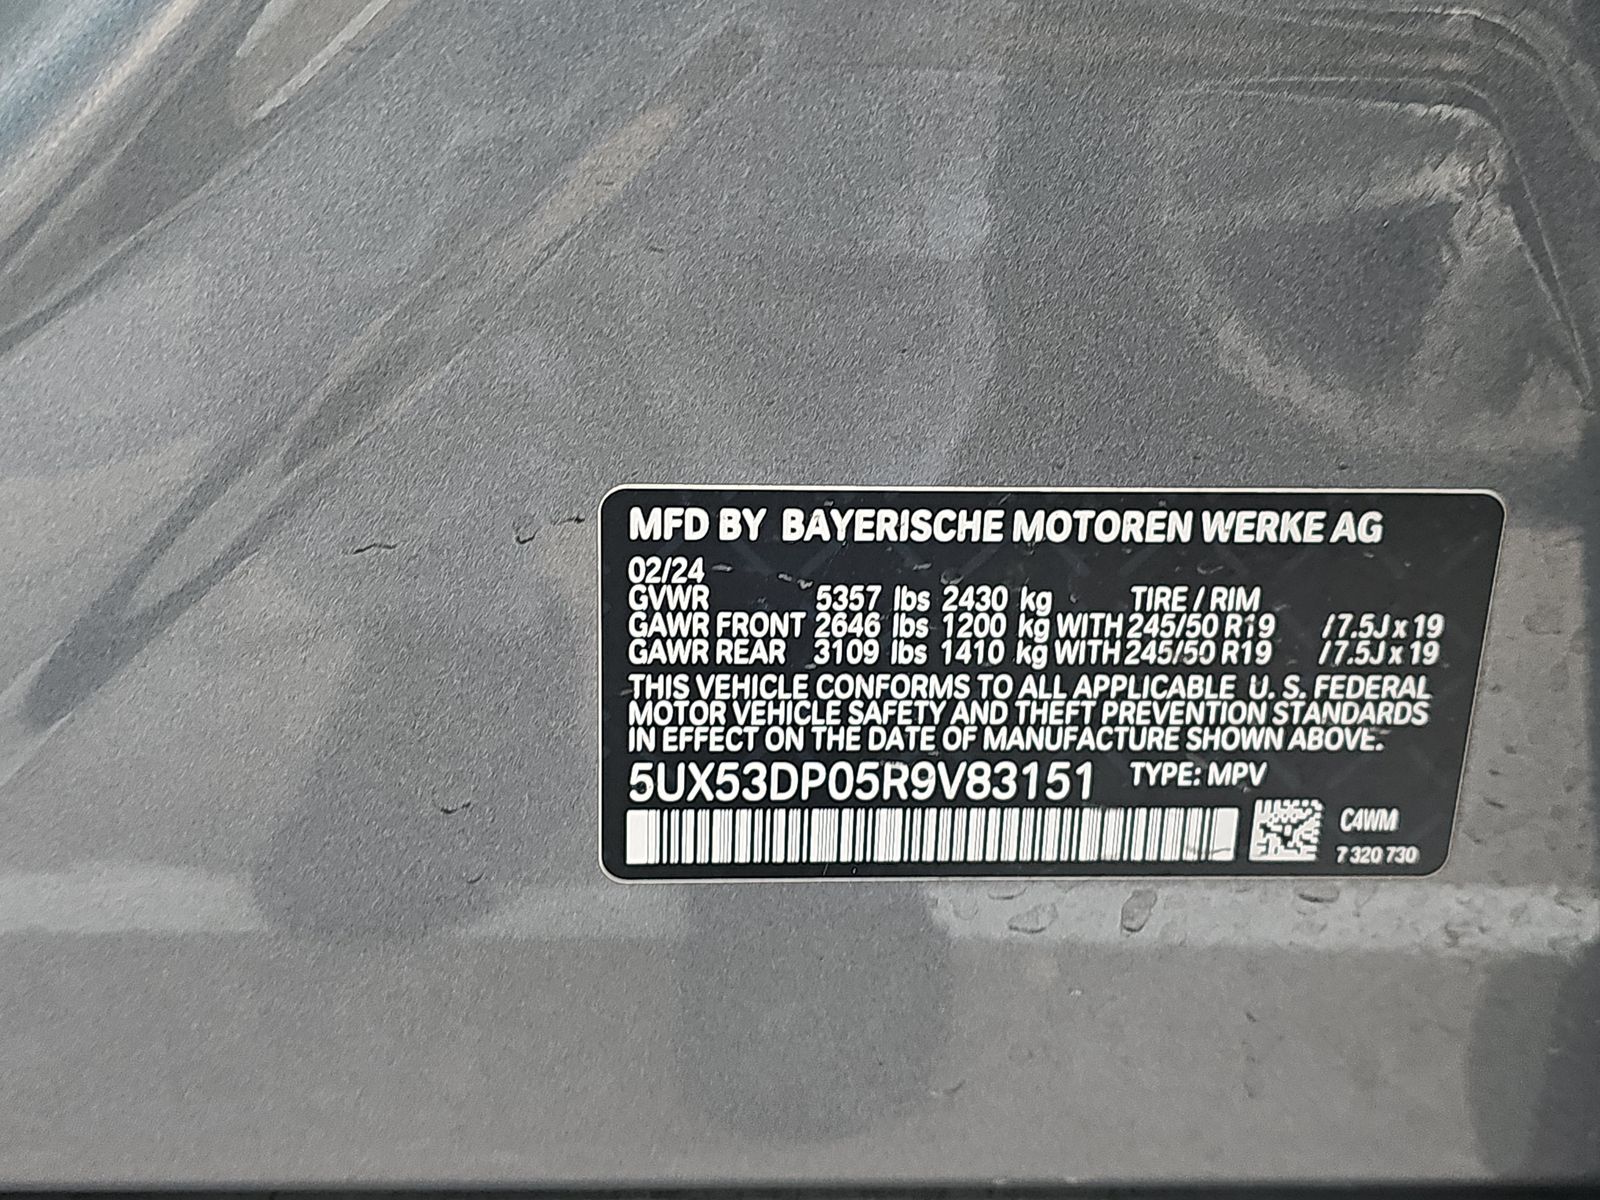 MFD BY BAYERISCHE MOTOREN WERKE AG
02/24
GVWR 5357 lbs 2430 kg TIRE / RIM
GAWR FRONT 2646 lbs 1200 kg WITH 245/50 R19 / 7.5J x 19
GAWR REAR 3109 lbs 1410 kg WITH 245/50 R19 / 7.5J x 19
THIS VEHICLE CONFORMS TO ALL APPLICABLE U. S. FEDERAL
MOTOR VEHICLE SAFETY AND THEFT PREVENTION STANDARDS
IN EFFECT ON THE DATE OF MANUFACTURE SHOWN ABOVE.
5UX53DP05R9V83151 TYPE: MPV
C4WM
7 320 730